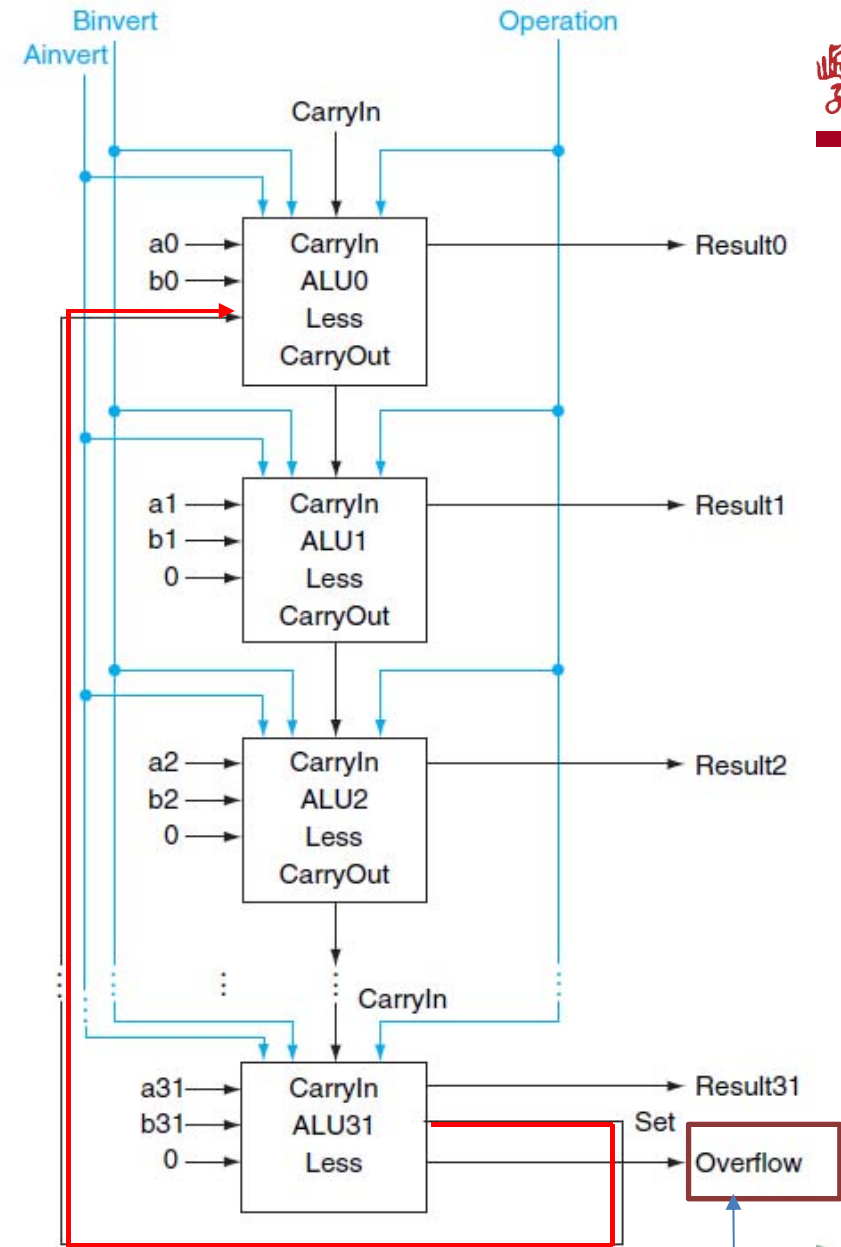 Binvert
Operation
Ainvert
CarryIn
a0
CarryIn
Result0
b0
ALU0
Less
CarryOut
a1
CarryIn
Result1
b1
ALU1
0
Less
CarryOut
a2
CarryIn
Result2
b2
ALU2
0
Less
CarryOut
CarryIn
a31
CarryIn
Result31
b31
ALU31
Set
0
Less
Overflow